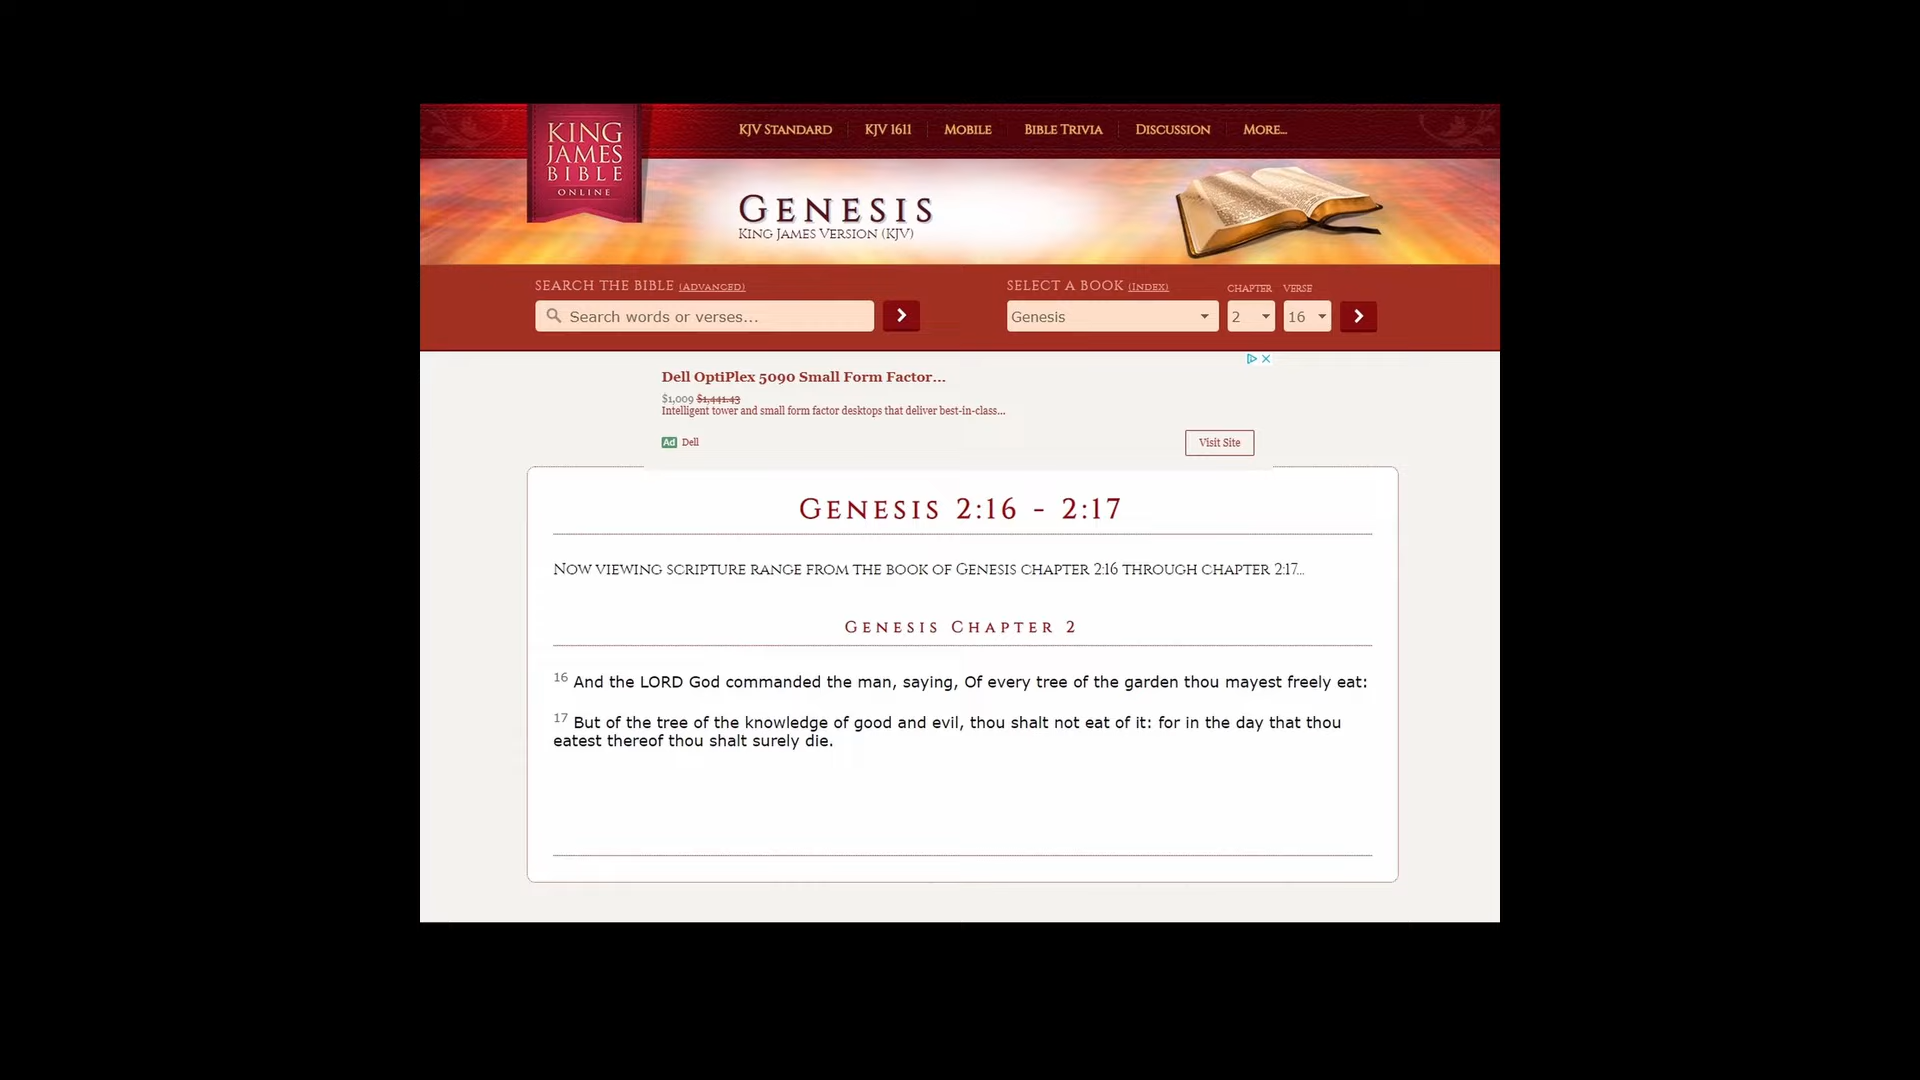 KING
JAMES
BIBLE
ONLINE
KJV Standard KJV 1611 Mobile Bible Trivia Discussion More...
Genesis
King James Version (KJV)
SEARCH THE BIBLE (Advanced)
SELECT A BOOK (Index) CHAPTER VERSE
Search words or verses...
Genesis 2 16
Dell OptiPlex 5090 Small Form Factor...
$1,009 $1,441.43
Intelligent tower and small form factor desktops that deliver best-in-class...
Ad Dell
Visit Site
Genesis 2:16 - 2:17
Now viewing scripture range from the book of Genesis chapter 2:16 through chapter 2:17...
Genesis Chapter 2
16 And the LORD God commanded the man, saying, Of every tree of the garden thou mayest freely eat:
17 But of the tree of the knowledge of good and evil, thou shalt not eat of it: for in the day that thou
eatest thereof thou shalt surely die.